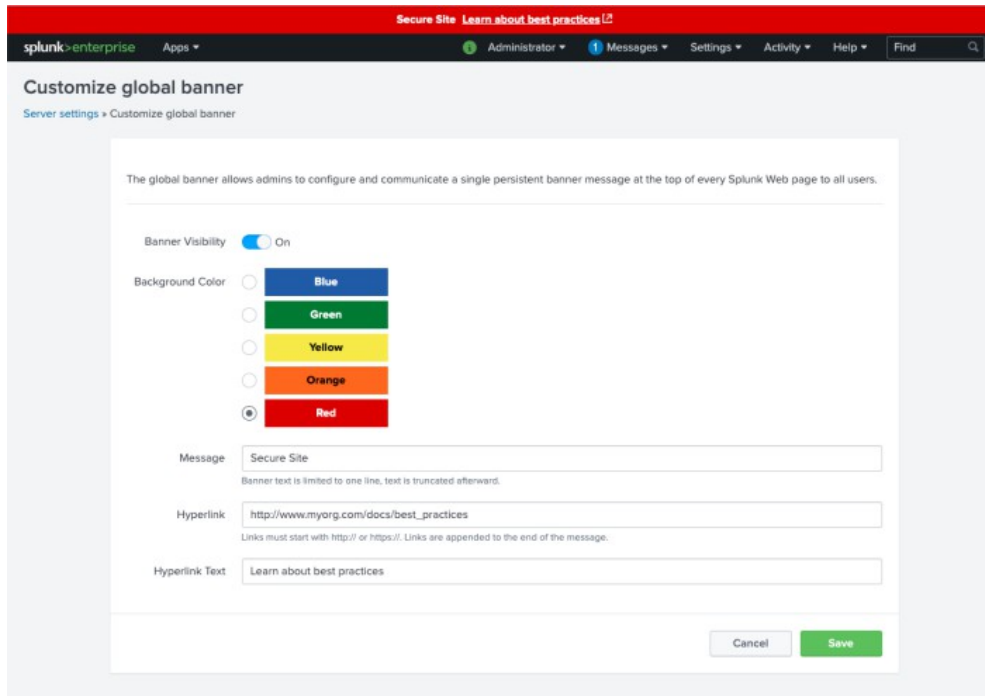 Secure Site Learn about best practices
splunk>enterprise Apps Administrator 1 Messages Settings Activity Help Find
Customize global banner
Server settings » Customize global banner
The global banner allows admins to configure and communicate a single persistent banner message at the top of every Splunk Web page to all users.
Banner Visibility On
Background Color Blue
Green
Yellow
Orange
Red
Message Secure Site
Banner text is limited to one line, text is truncated afterward.
Hyperlink http://www.myorg.com/docs/best_practices
Links must start with http:// or https://. Links are appended to the end of the message.
Hyperlink Text Learn about best practices
Cancel Save